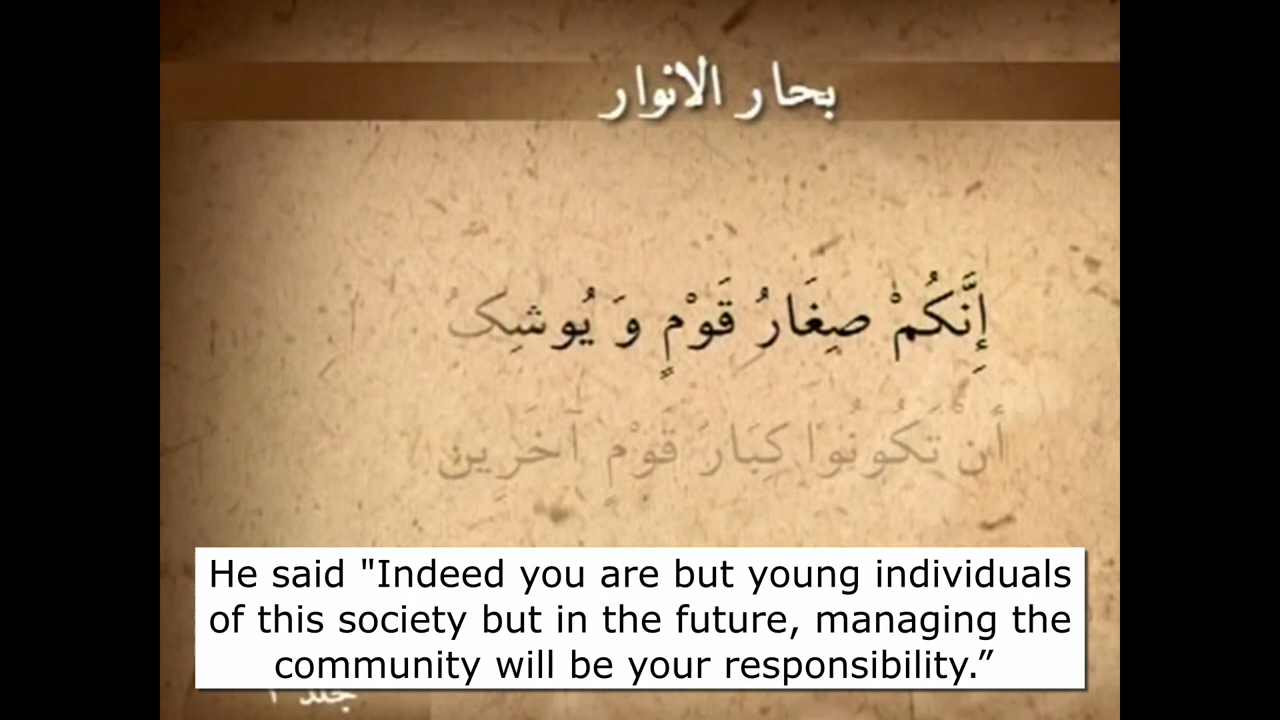 بحار الانوار
إِنَّكُمْ صِغَارُ قَوْمٍ وَ يُوشِكُ
أَنْ تَكُونُوا كِبَارَ قَوْمٍ آخَرِين
He said "Indeed you are but young individuals
of this society but in the future, managing the
community will be your responsibility.”
جلد